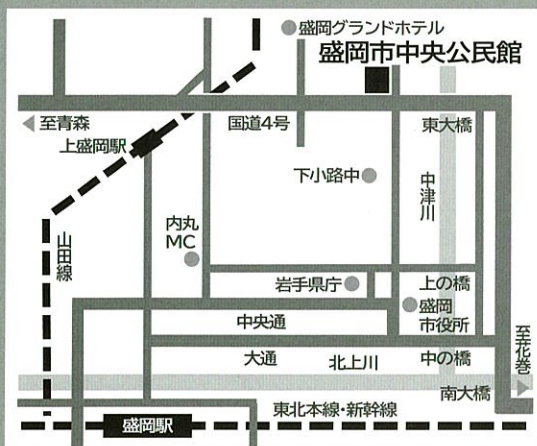 盛岡グランドホテル
盛岡市中央公民館
至青森
国道4号
東大橋
上盛岡駅
下小路中
中津川
内丸
MC
山田線
岩手県庁
上の橋
盛岡
市役所
中央通
至花巻
大通
北上川
中の橋
南大橋
東北本線・新幹線
盛岡駅